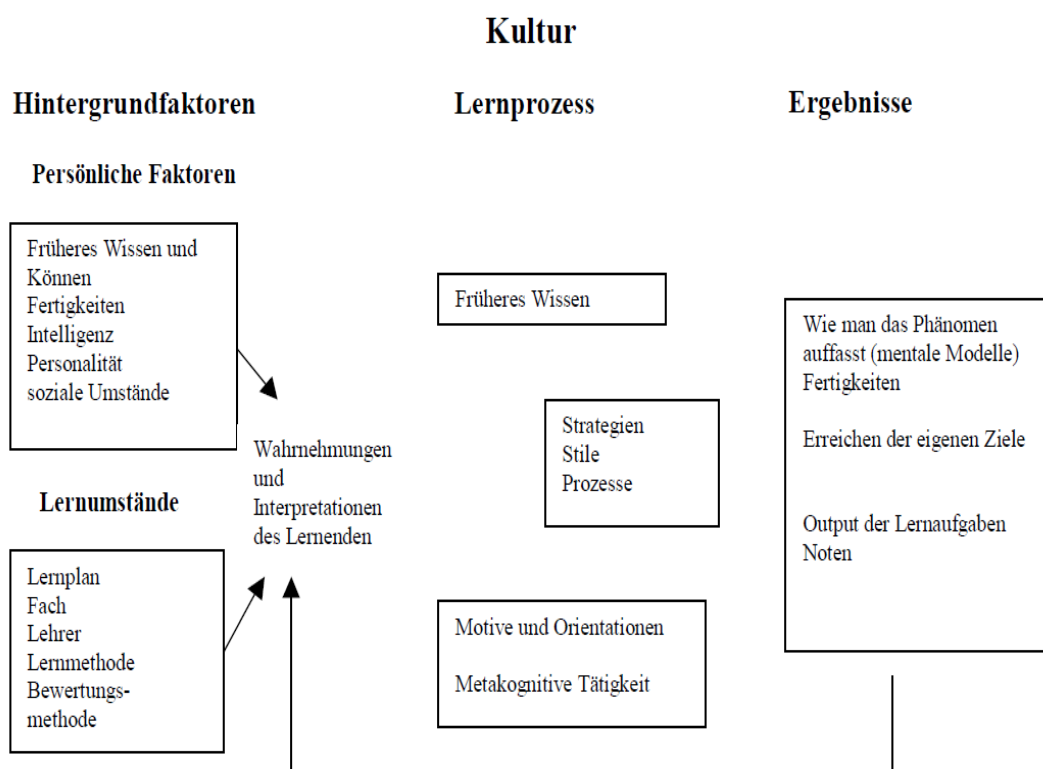 Kultur
Hintergrundfaktoren
Lernprozess
Ergebnisse
Persönliche Faktoren
Früheres Wissen und
Können
Fertigkeiten
Intelligenz
Personalität
soziale Umstände
Wahrnehmungen
und
Interpretationen
des Lernenden
Lernumstände
Lernplan
Fach
Lehrer
Lernmethode
Bewertungs-
methode
Früheres Wissen
Strategien
Stile
Prozesse
Motive und Orientationen
Metakognitive Tätigkeit
Wie man das Phänomen
auffasst (mentale Modelle)
Fertigkeiten
Erreichen der eigenen Ziele
Output der Lernaufgaben
Noten